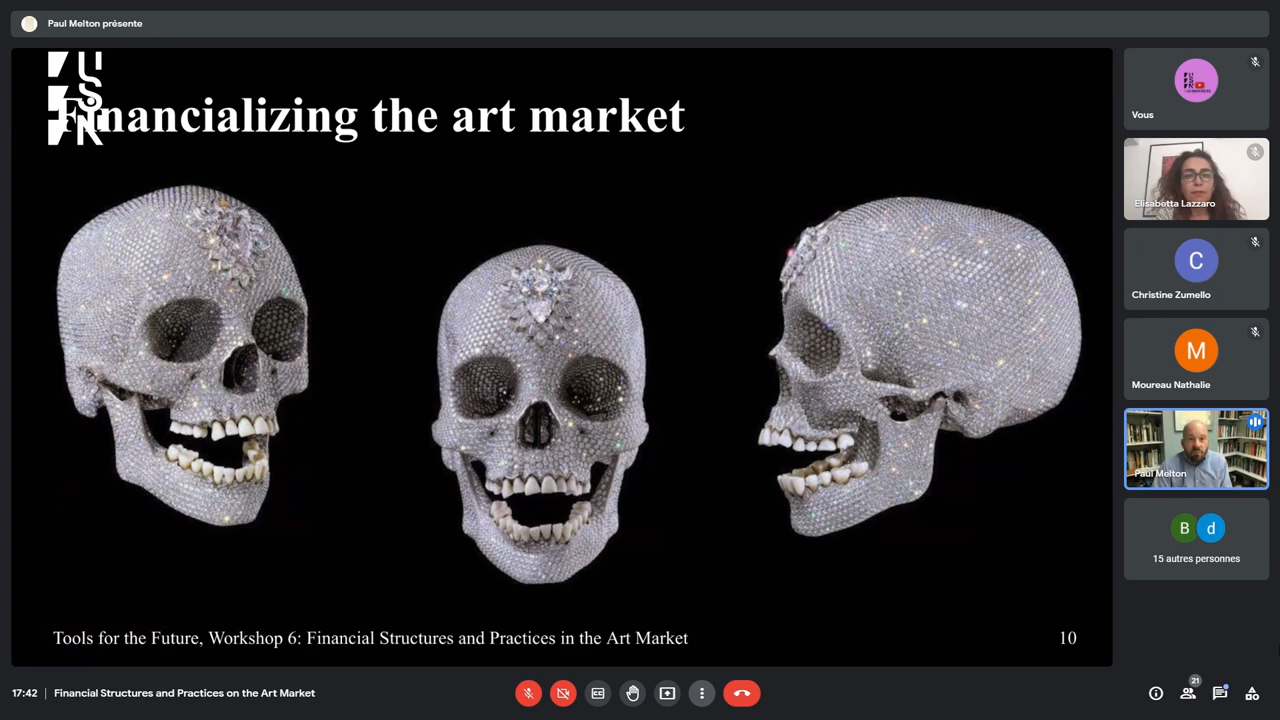 Paul Melton présente
FUSION
Financializing the art market
Tools for the Future, Workshop 6: Financial Structures and Practices in the Art Market
10
Vous
Elisabetta Lazzaro
C
Christine Zumello
M
Moureau Nathalie
Paul Melton
B
d
15 autres personnes
17:42 | Financial Structures and Practices on the Art Market
21